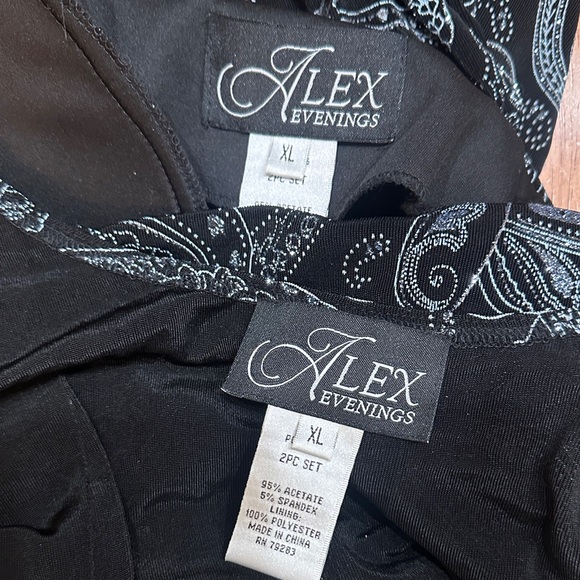 ALEX
EVENINGS
XL
2PC SET
ALEX
EVENINGS
XL
2PC SET
95% ACETATE
5% SPANDEX
LINING:
100% POLYESTER
MADE IN CHINA
RN 79283